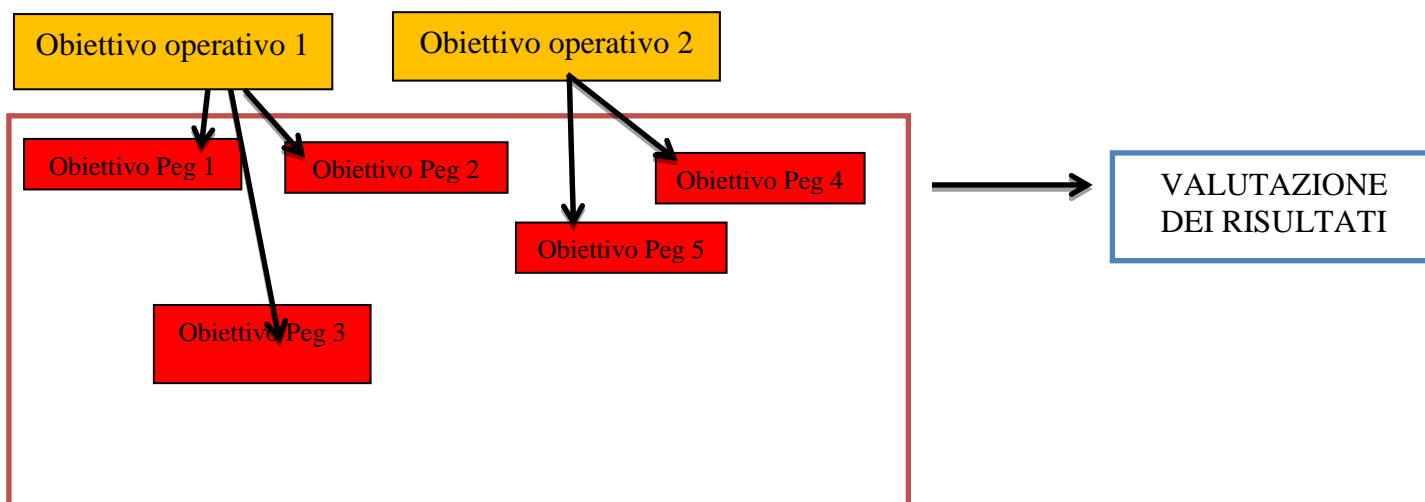 Obiettivo operativo 1
Obiettivo operativo 2
Obiettivo Peg 1
Obiettivo Peg 2
Obiettivo Peg 4
VALUTAZIONE
DEI RISULTATI
Obiettivo Peg 5
Obiettivo Peg 3